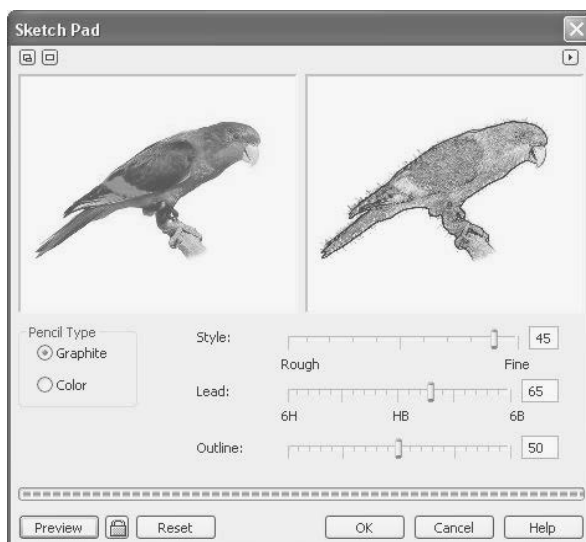 Sketch Pad
Pencil Type
Graphite
Color
Style: 45
Rough Fine
Lead: 65
6H HB 6B
Outline: 50
Preview Reset OK Cancel Help